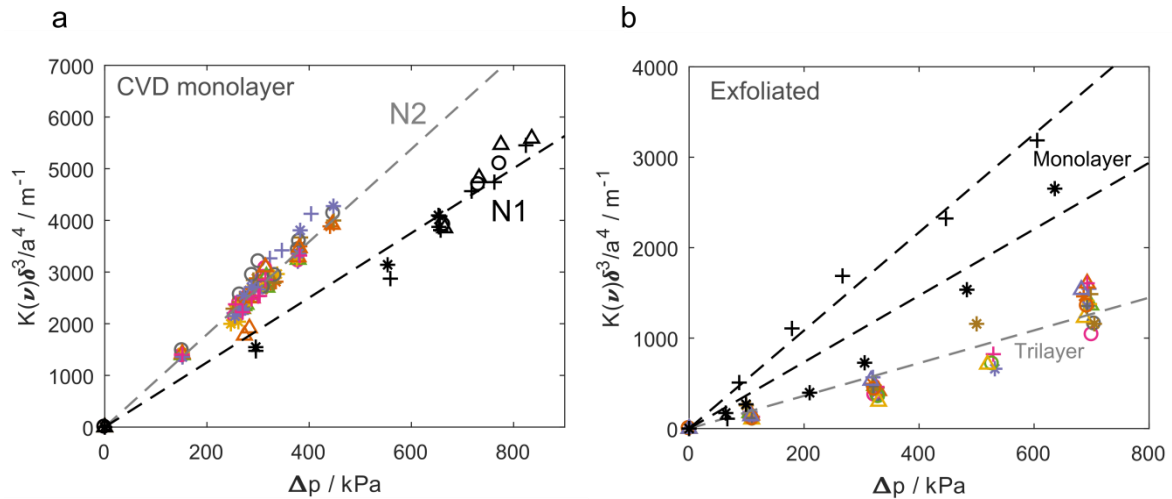 a
CVD monolayer
N2
N1
7000
6000
5000
4000
3000
2000
1000
0
0
200
400
600
800
K(ν)δ³/a⁴ / m⁻¹
Δp / kPa
b
Exfoliated
Monolayer
Trilayer
4000
3000
2000
1000
0
0
200
400
600
800
K(ν)δ³/a⁴ / m⁻¹
Δp / kPa